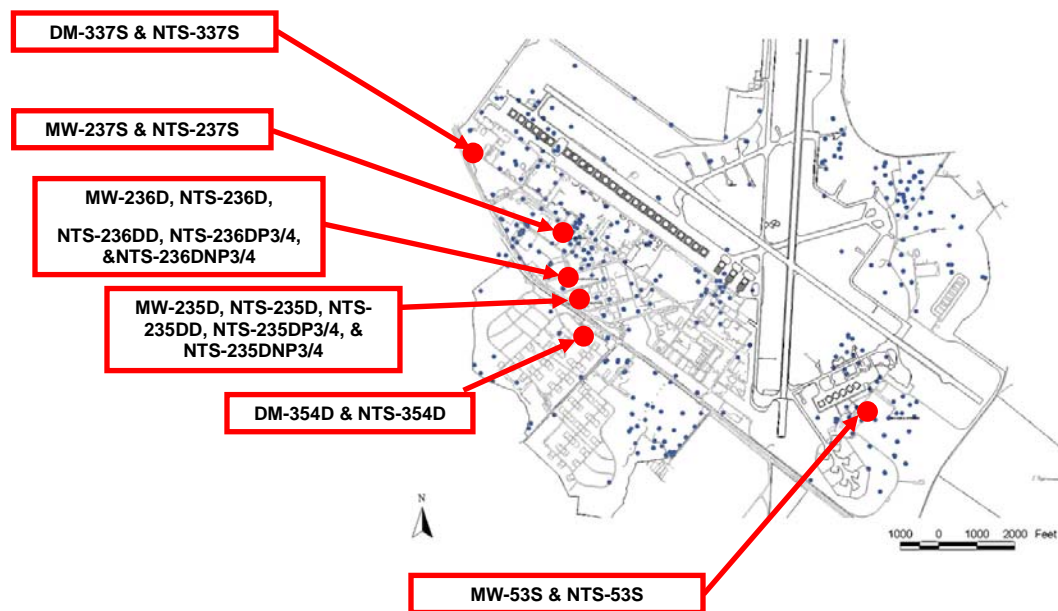 DM-337S & NTS-337S
MW-237S & NTS-237S
MW-236D, NTS-236D,
NTS-236DD, NTS-236DP3/4,
&NTS-236DNP3/4
MW-235D, NTS-235D, NTS-
235DD, NTS-235DP3/4, &
NTS-235DNP3/4
DM-354D & NTS-354D
N
1000 0 1000 2000 Feet
MW-53S & NTS-53S